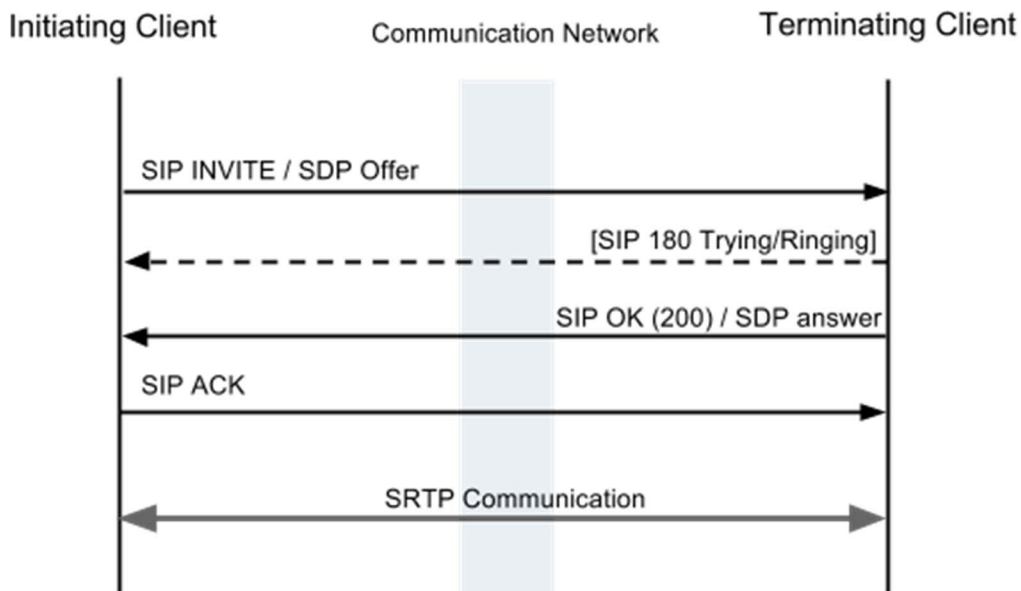 Initiating Client
Communication Network
Terminating Client
SIP INVITE / SDP Offer
[SIP 180 Trying/Ringing]
SIP OK (200) / SDP answer
SIP ACK
SRTP Communication